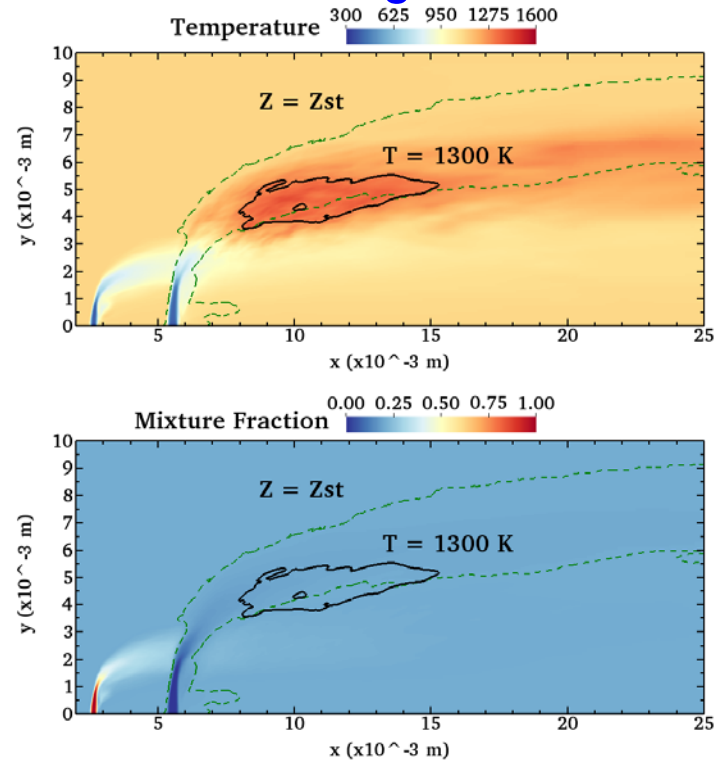 Temperature
300 625 950 1275 1600
10
9
8
7
6
5
4
3
2
1
0
y (x10^-3 m)
Z = Zst
T = 1300 K
5 10 15 20 25
x (x10^-3 m)
Mixture Fraction
0.00 0.25 0.50 0.75 1.00
10
9
8
7
6
5
4
3
2
1
0
y (x10^-3 m)
Z = Zst
T = 1300 K
5 10 15 20 25
x (x10^-3 m)